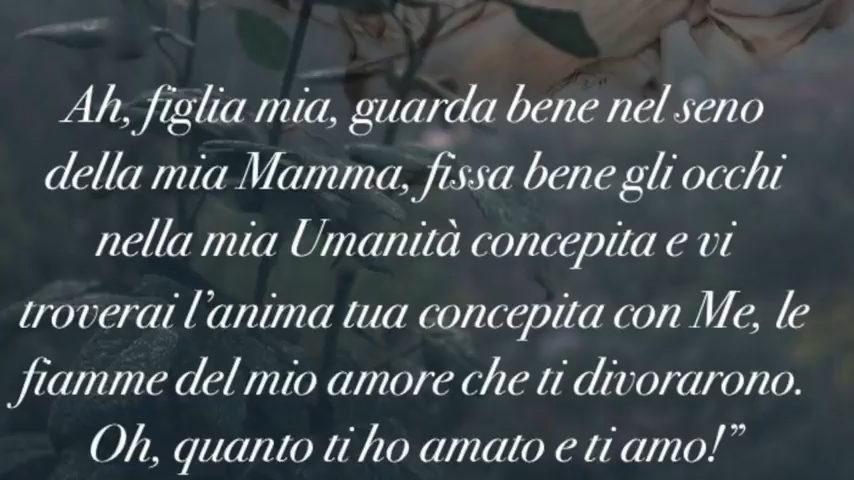 Ah, figlia mia, guarda bene nel seno
della mia Mamma, fissa bene gli occhi
nella mia Umanità concepita e vi
troverai l’anima tua concepita con Me, le
fiamme del mio amore che ti divorarono.
Oh, quanto ti ho amato e ti amo!”